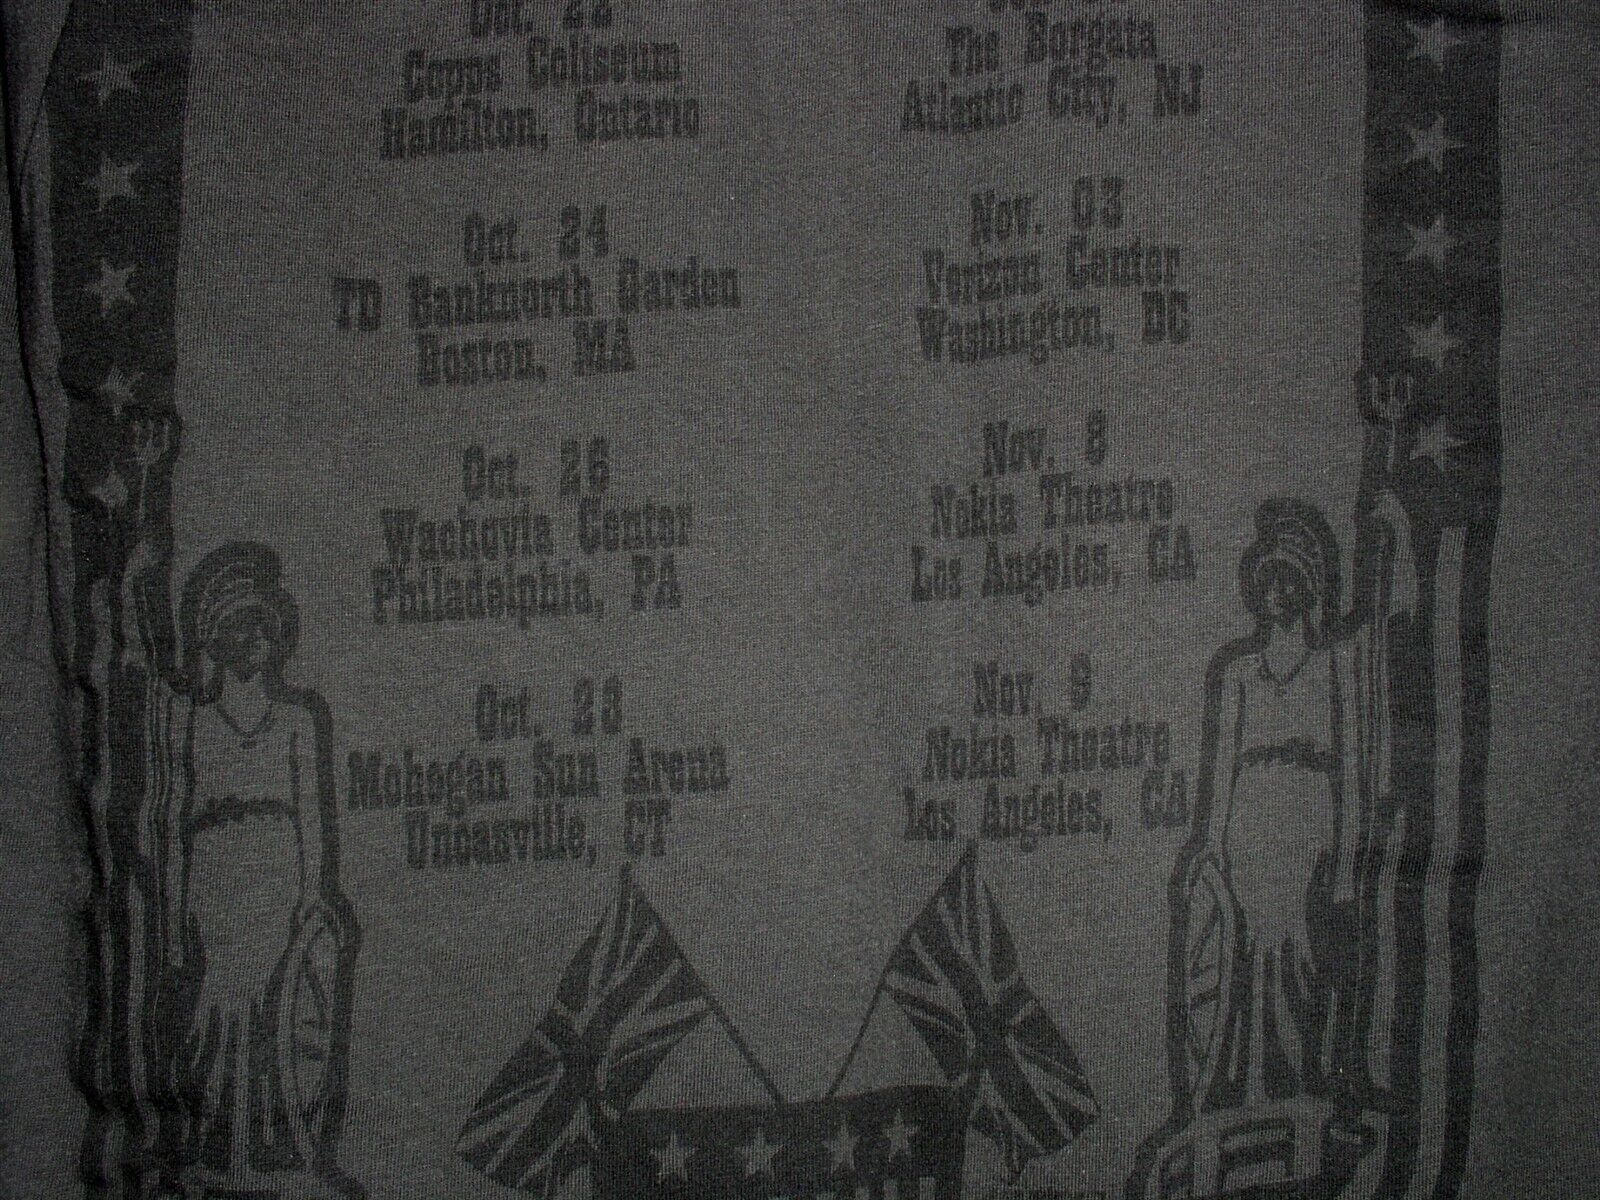 Oct. 22
Copps Coliseum
Hamilton, Ontario
Oct. 24
TD Banknorth Garden
Boston, MA
Oct. 26
Wachovia Center
Philadelphia, PA
Oct. 28
Mohegan Sun Arena
Uncasville, CT
The Borgata
Atlantic City, NJ
Nov. 03
Verizon Center
Washington, DC
Nov. 8
Nokia Theatre
Los Angeles, CA
Nov. 9
Nokia Theatre
Los Angeles, CA